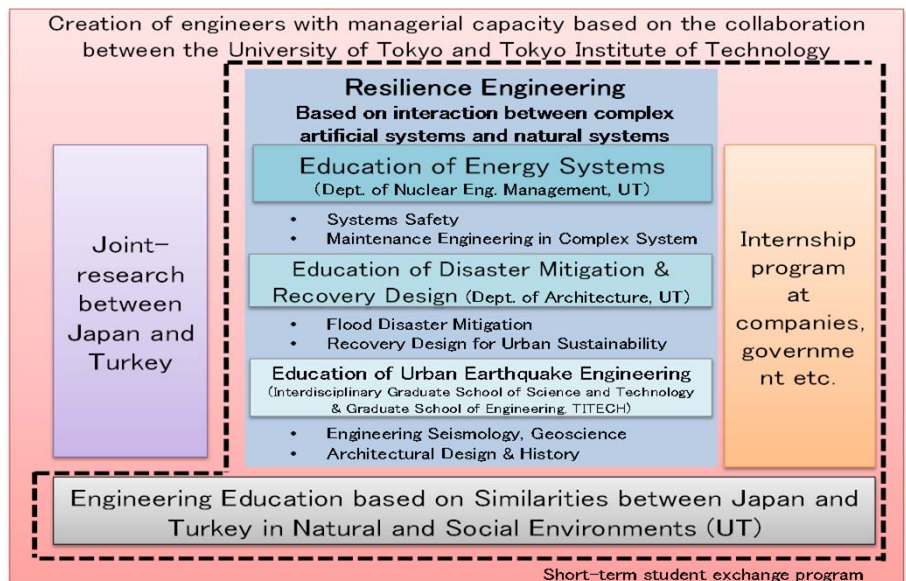 Creation of engineers with managerial capacity based on the collaboration
between the University of Tokyo and Tokyo Institute of Technology
Resilience Engineering
Based on interaction between complex
artificial systems and natural systems
Education of Energy Systems
(Dept. of Nuclear Eng. Management, UT)
• Systems Safety
• Maintenance Engineering in Complex System
Education of Disaster Mitigation &
Recovery Design (Dept. of Architecture, UT)
• Flood Disaster Mitigation
• Recovery Design for Urban Sustainability
Education of Urban Earthquake Engineering
(Interdisciplinary Graduate School of Science and Technology
& Graduate School of Engineering, TITECH)
• Engineering Seismology, Geoscience
• Architectural Design & History
Joint-
research
between
Japan and
Turkey
Internship
program
at
companies,
governme
nt etc.
Engineering Education based on Similarities between Japan and
Turkey in Natural and Social Environments (UT)
Short-term student exchange program